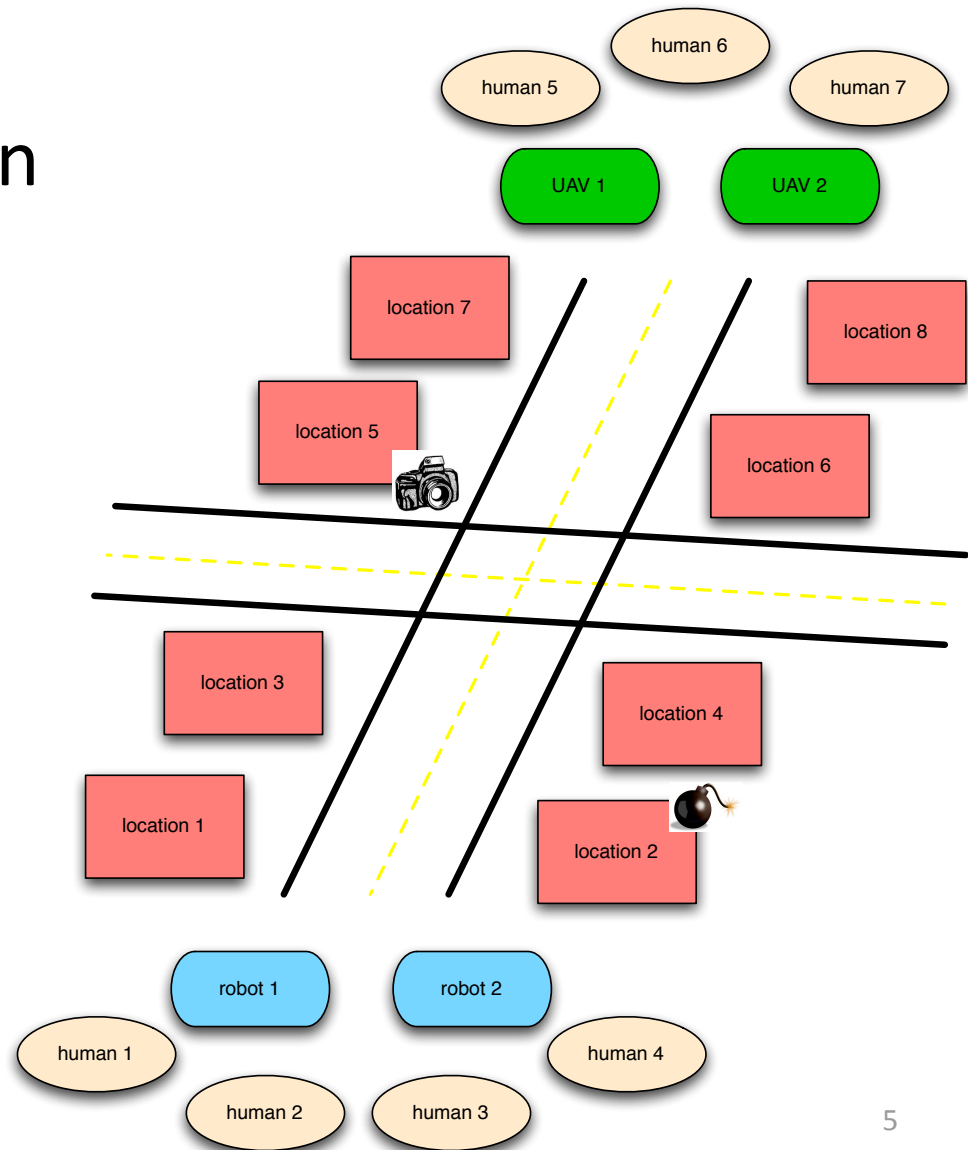 n
human 6
human 5
human 7
UAV 1
UAV 2
location 7
location 8
location 5
location 6
location 3
location 4
location 1
location 2
robot 1
robot 2
human 1
human 4
human 2
human 3
5